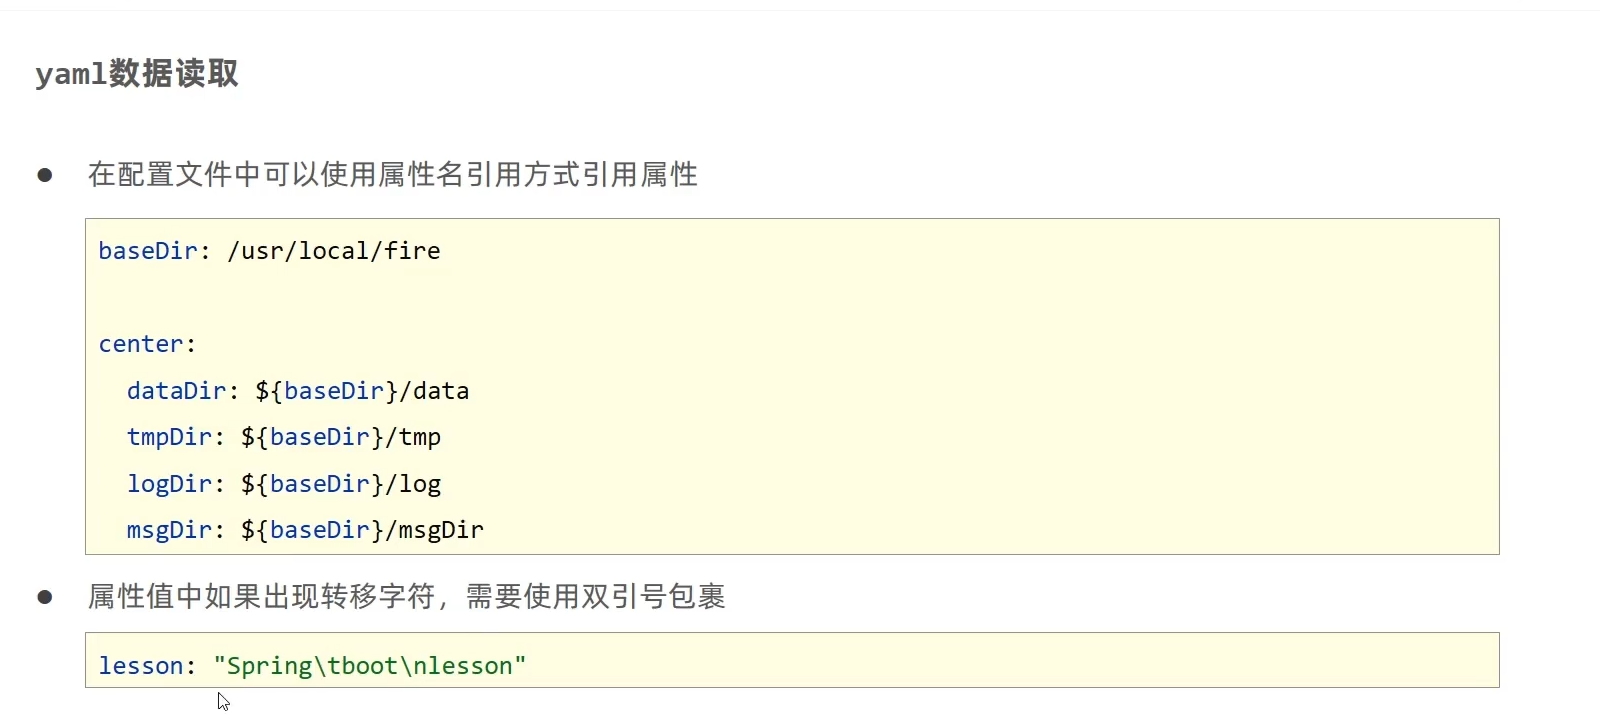 yaml数据读取
● 在配置文件中可以使用属性名引用方式引用属性
baseDir: /usr/local/fire
center:
  dataDir: ${baseDir}/data
  tmpDir: ${baseDir}/tmp
  logDir: ${baseDir}/log
  msgDir: ${baseDir}/msgDir
● 属性值中如果出现转移字符，需要使用双引号包裹
lesson: "Spring\tboot\nlesson"